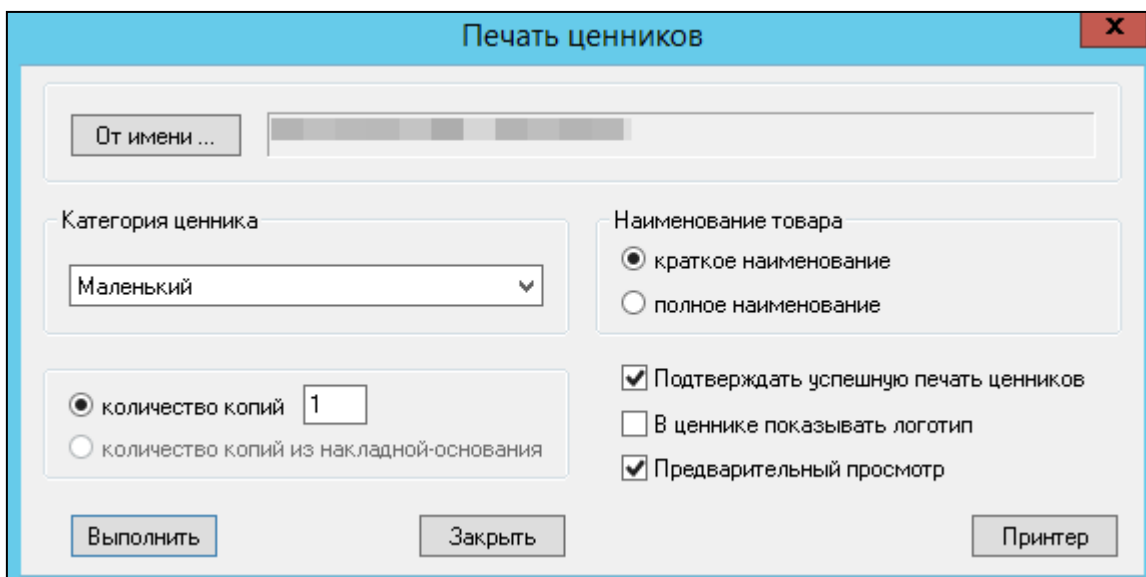 Печать ценников
x
От имени ...
Категория ценника
Маленький
Наименование товара
краткое наименование
полное наименование
количество копий 1
количество копий из накладной-основания
Подтверждать успешную печать ценников
В ценнике показывать логотип
Предварительный просмотр
Выполнить
Закрыть
Принтер